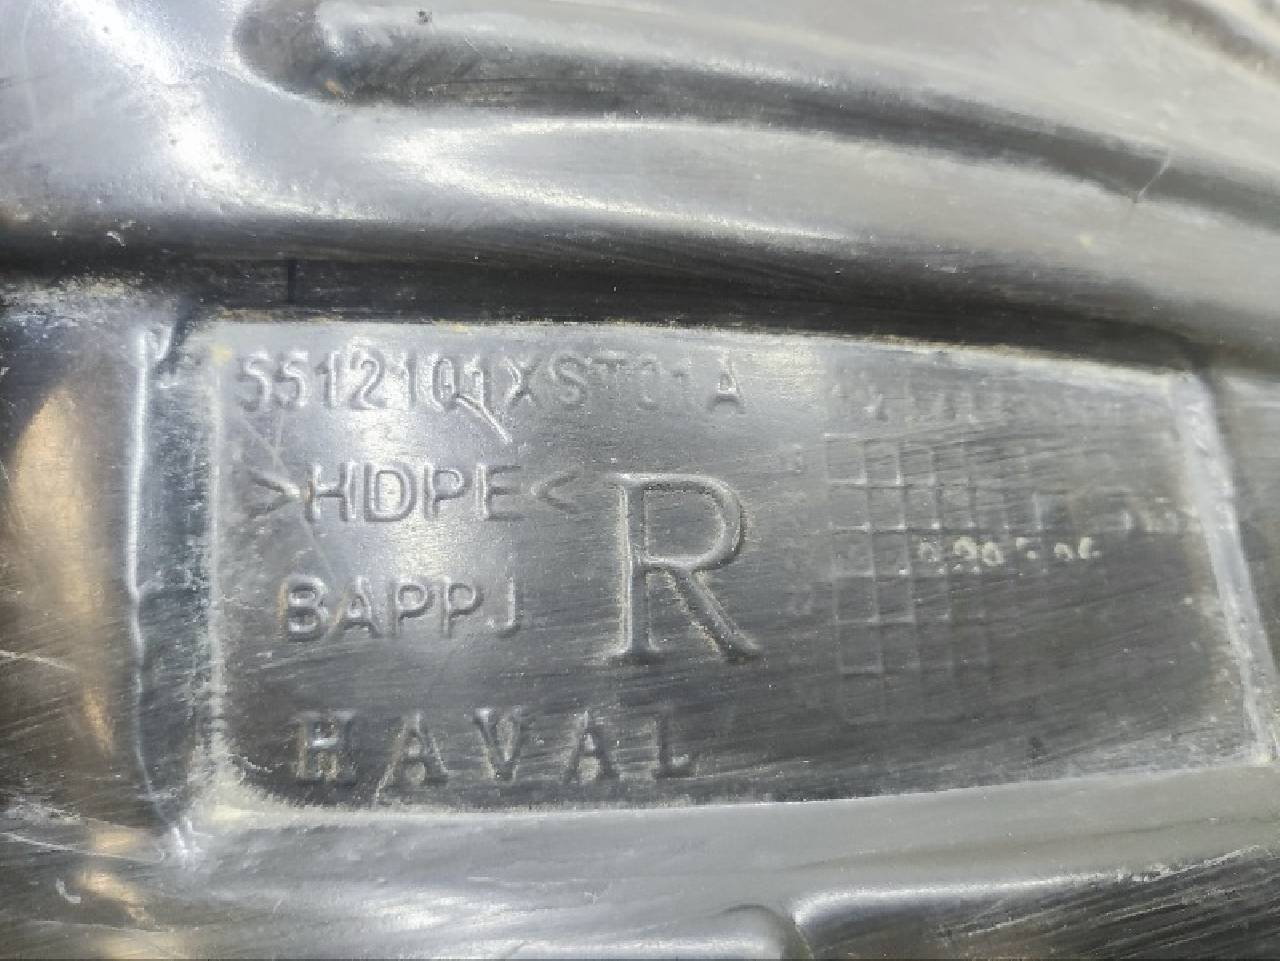 5512101XST01A
>HDPE<
R
BAPPJ
HAVAL